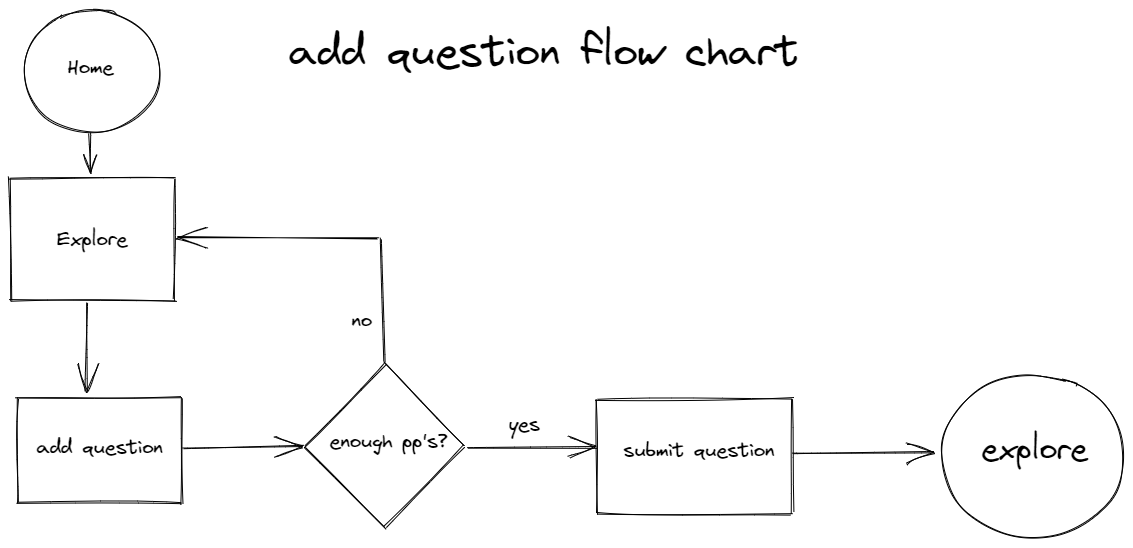 add question flow chart
Home
Explore
no
add question
enough pp's?
yes
submit question
explore